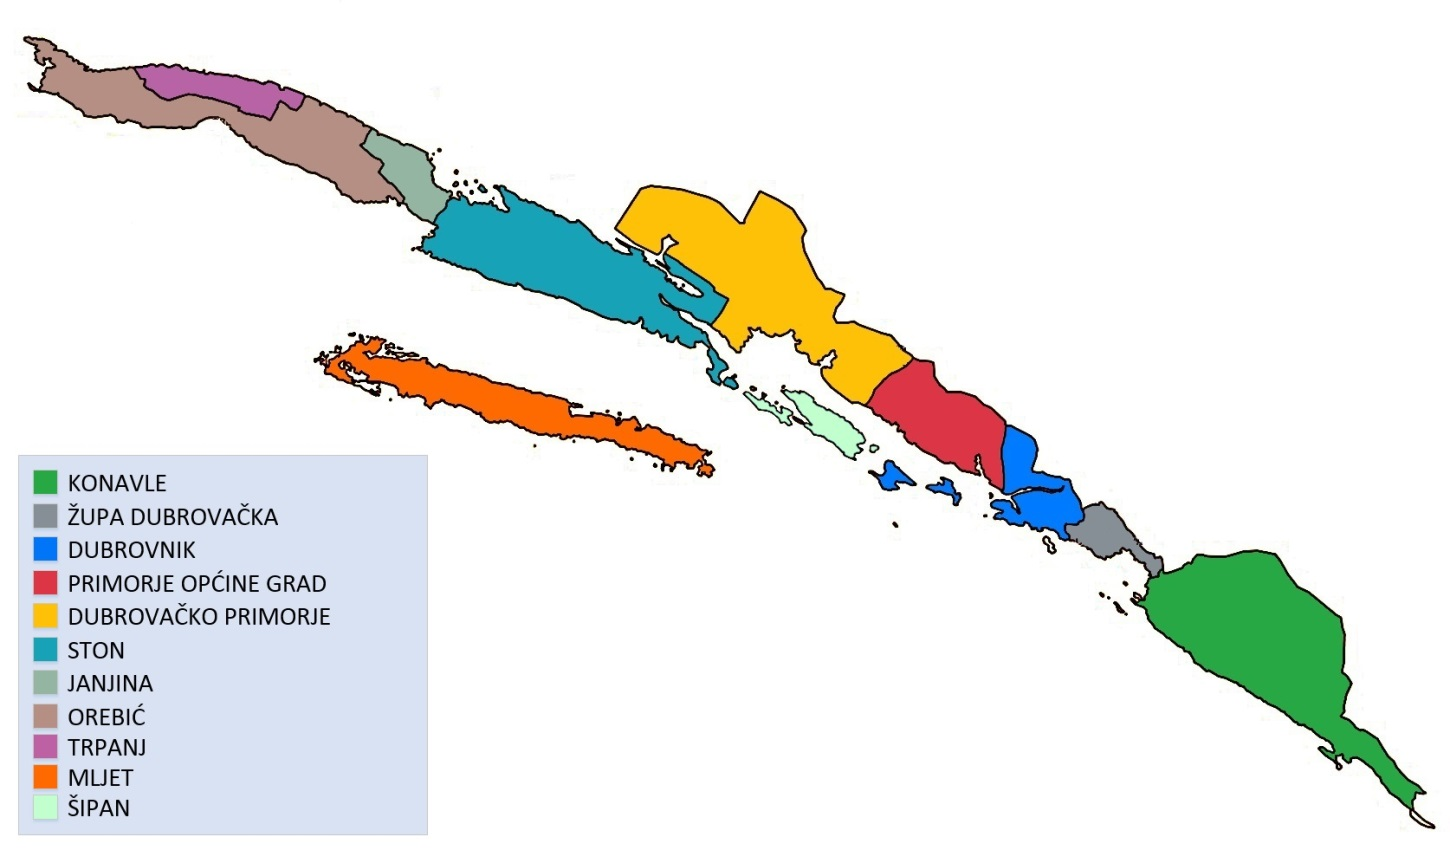 KONAVLE
ŽUPA DUBROVAČKA
DUBROVNIK
PRIMORJE OPĆINE GRAD
DUBROVAČKO PRIMORJE
STON
JANJINA
OREBIĆ
TRPANJ
MLJET
ŠIPAN